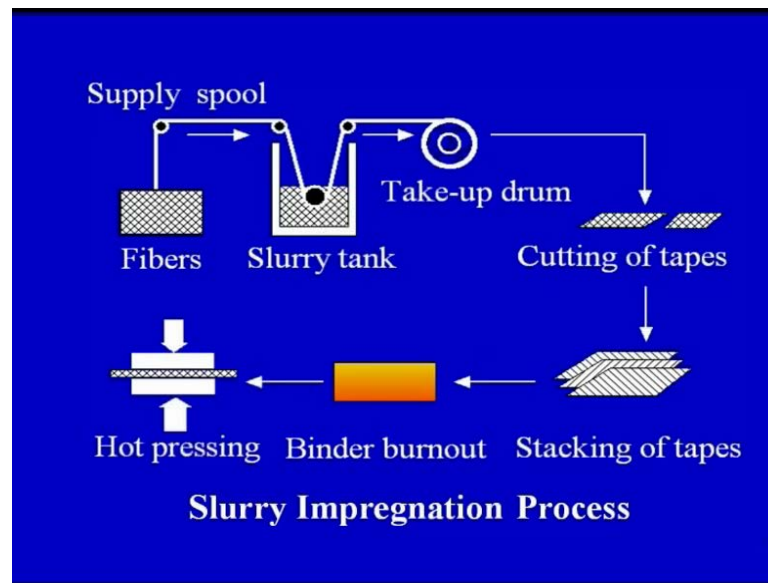 Supply spool
Take-up drum
Fibers
Slurry tank
Cutting of tapes
Hot pressing
Binder burnout
Stacking of tapes
Slurry Impregnation Process